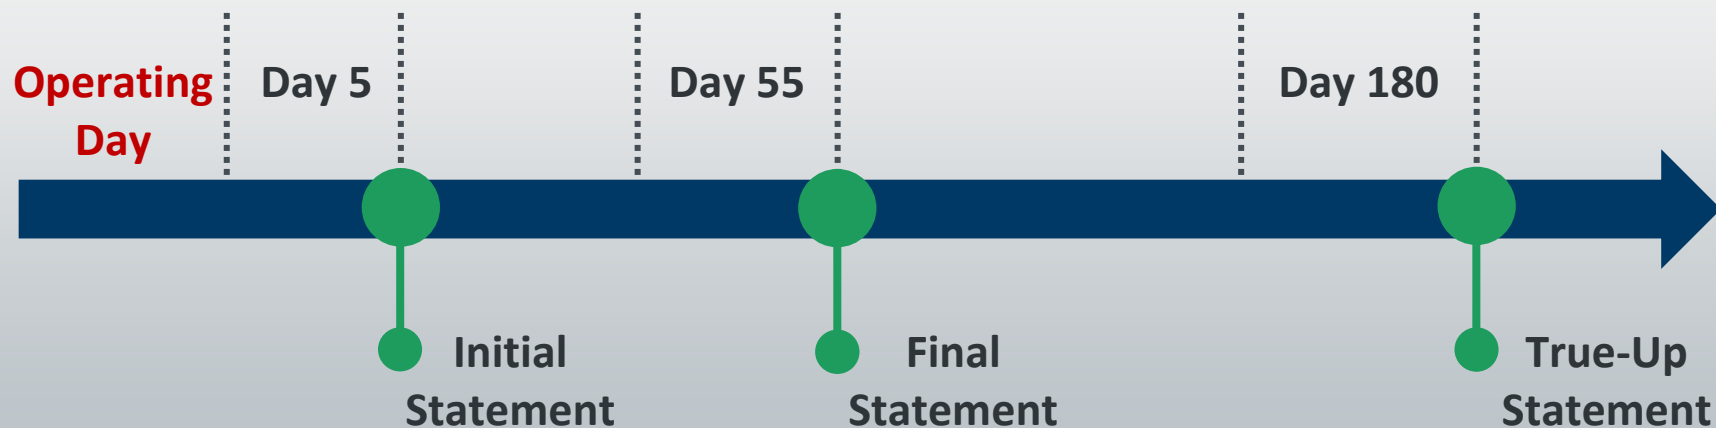 Operating
Day
Day 5
Day 55
Day 180
Initial
Statement
Final
Statement
True-Up
Statement